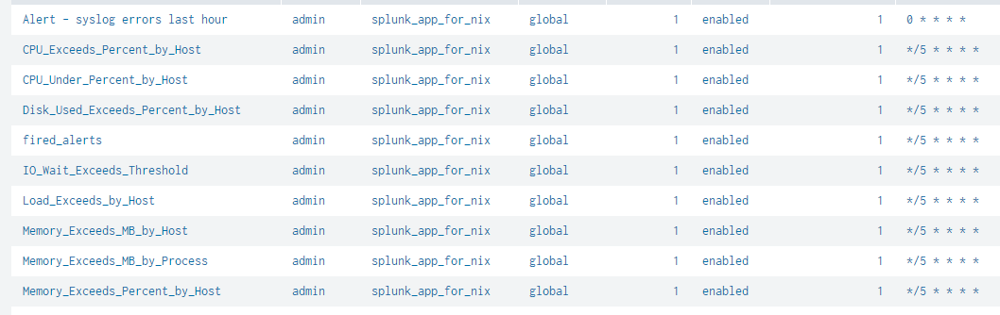 Alert - syslog errors last hour admin splunk_app_for_nix global 1 enabled 1 0 * * * *
CPU_Exceeds_Percent_by_Host admin splunk_app_for_nix global 1 enabled 1 */5 * * * *
CPU_Under_Percent_by_Host admin splunk_app_for_nix global 1 enabled 1 */5 * * * *
Disk_Used_Exceeds_Percent_by_Host admin splunk_app_for_nix global 1 enabled 1 */5 * * * *
fired_alerts admin splunk_app_for_nix global 1 enabled 1 */5 * * * *
IO_Wait_Exceeds_Threshold admin splunk_app_for_nix global 1 enabled 1 */5 * * * *
Load_Exceeds_by_Host admin splunk_app_for_nix global 1 enabled 1 */5 * * * *
Memory_Exceeds_MB_by_Host admin splunk_app_for_nix global 1 enabled 1 */5 * * * *
Memory_Exceeds_MB_by_Process admin splunk_app_for_nix global 1 enabled 1 */5 * * * *
Memory_Exceeds_Percent_by_Host admin splunk_app_for_nix global 1 enabled 1 */5 * * * *